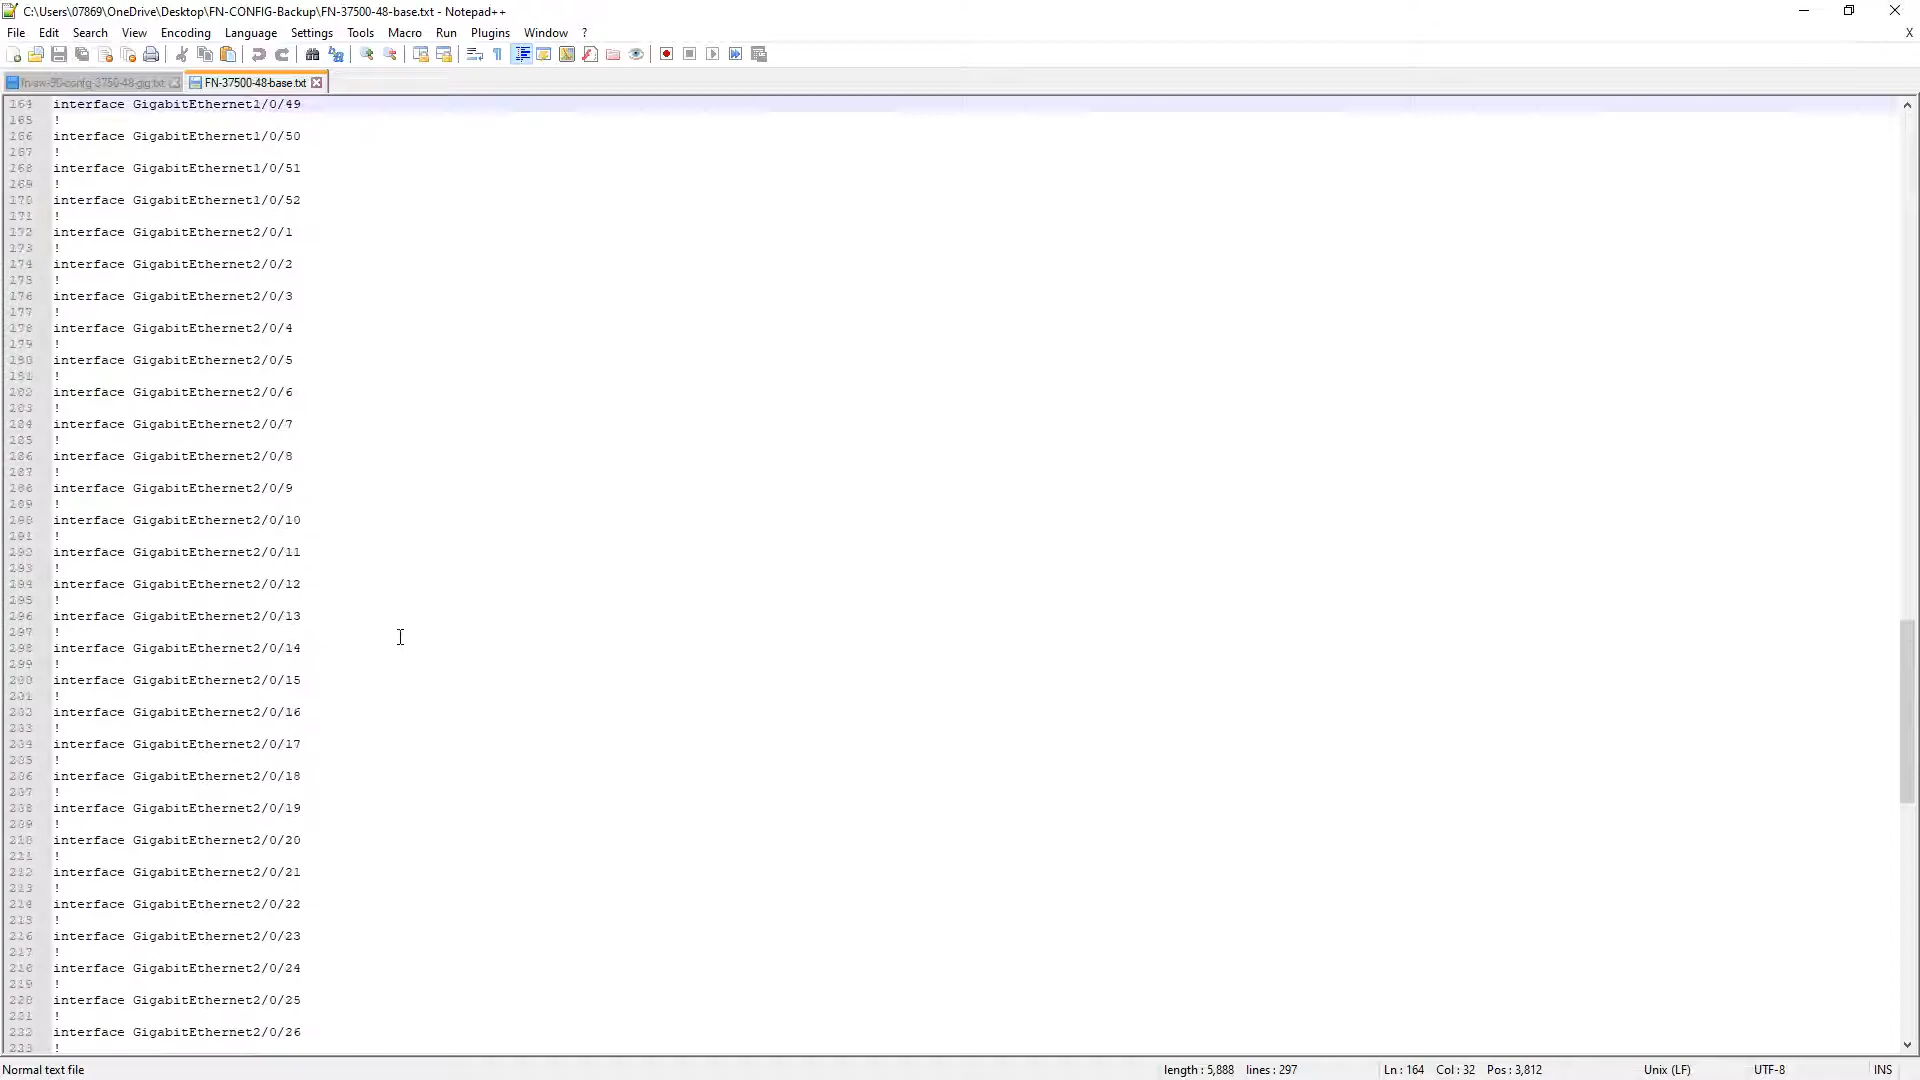 C:\Users\07869\OneDrive\Desktop\FN-CONFIG-Backup\FN-37500-48-base.txt - Notepad++
File Edit Search View Encoding Language Settings Tools Macro Run Plugins Window ? X
FN-37500-48-base.txt
164 interface GigabitEthernet1/0/49
!
interface GigabitEthernet1/0/50
!
interface GigabitEthernet1/0/51
!
interface GigabitEthernet1/0/52
!
interface GigabitEthernet2/0/1
!
interface GigabitEthernet2/0/2
!
interface GigabitEthernet2/0/3
!
interface GigabitEthernet2/0/4
!
interface GigabitEthernet2/0/5
!
interface GigabitEthernet2/0/6
!
interface GigabitEthernet2/0/7
!
interface GigabitEthernet2/0/8
!
interface GigabitEthernet2/0/9
!
interface GigabitEthernet2/0/10
!
interface GigabitEthernet2/0/11
!
interface GigabitEthernet2/0/12
!
interface GigabitEthernet2/0/13
!
interface GigabitEthernet2/0/14
!
interface GigabitEthernet2/0/15
!
interface GigabitEthernet2/0/16
!
interface GigabitEthernet2/0/17
!
interface GigabitEthernet2/0/18
!
interface GigabitEthernet2/0/19
!
interface GigabitEthernet2/0/20
!
interface GigabitEthernet2/0/21
!
interface GigabitEthernet2/0/22
!
interface GigabitEthernet2/0/23
!
interface GigabitEthernet2/0/24
!
interface GigabitEthernet2/0/25
!
interface GigabitEthernet2/0/26
!
Normal text file length : 5,888 lines : 297 Ln : 164 Col : 32 Pos : 3,812 Unix (LF) UTF-8 INS